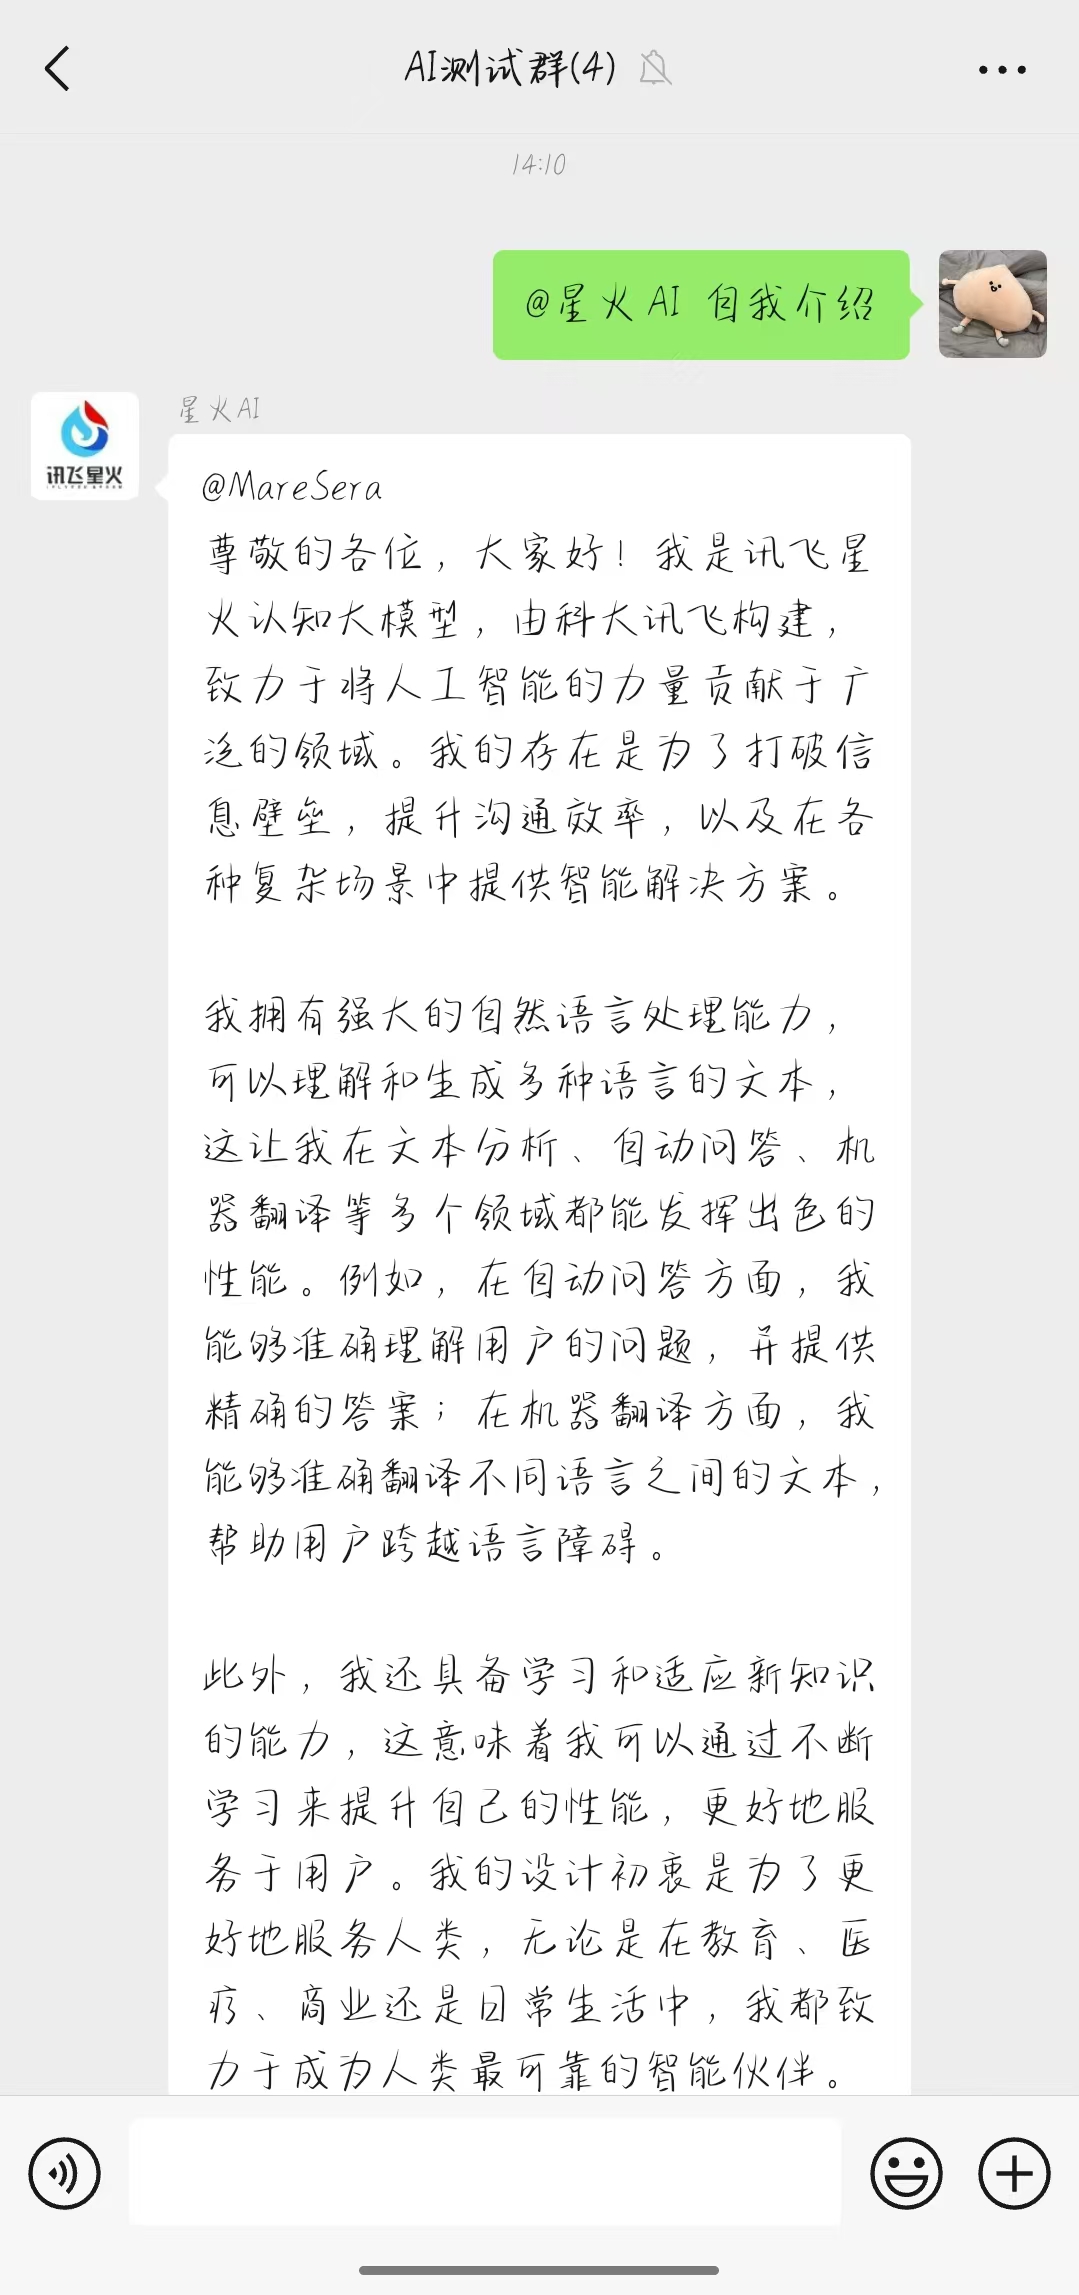 AI测试群(4)
14:10
@星火AI 自我介绍
星火AI
讯飞星火
@MareSera
尊敬的各位，大家好！我是讯飞星
火认知大模型，由科大讯飞构建，
致力于将人工智能的力量贡献于广
泛的领域。我的存在是为了打破信
息壁垒，提升沟通效率，以及在各
种复杂场景中提供智能解决方案。
我拥有强大的自然语言处理能力，
可以理解和生成多种语言的文本，
这让我在文本分析、自动问答、机
器翻译等多个领域都能发挥出色的
性能。例如，在自动问答方面，我
能够准确理解用户的问题，并提供
精确的答案；在机器翻译方面，我
能够准确翻译不同语言之间的文本，
帮助用户跨越语言障碍。
此外，我还具备学习和适应新知识
的能力，这意味着我可以通过不断
学习来提升自己的性能，更好地服
务于用户。我的设计初衷是为了更
好地服务人类，无论是在教育、医
疗、商业还是日常生活中，我都致
力于成为人类最可靠的智能伙伴。